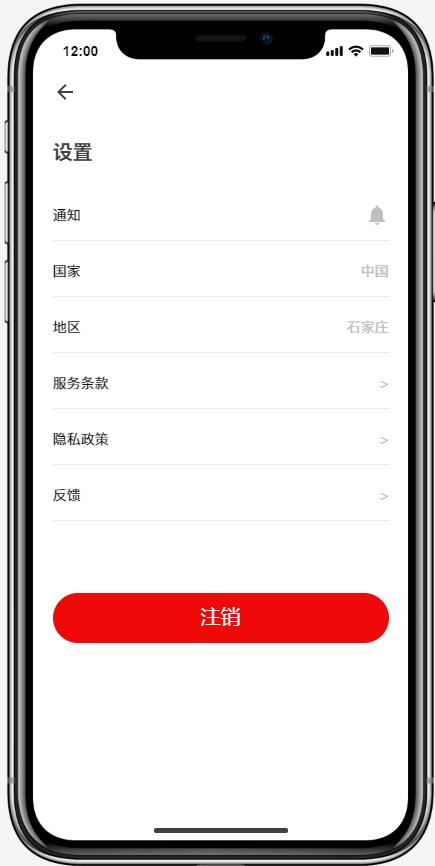 12:00
设置
通知
国家 中国
地区 石家庄
服务条款 >
隐私政策 >
反馈 >
注销